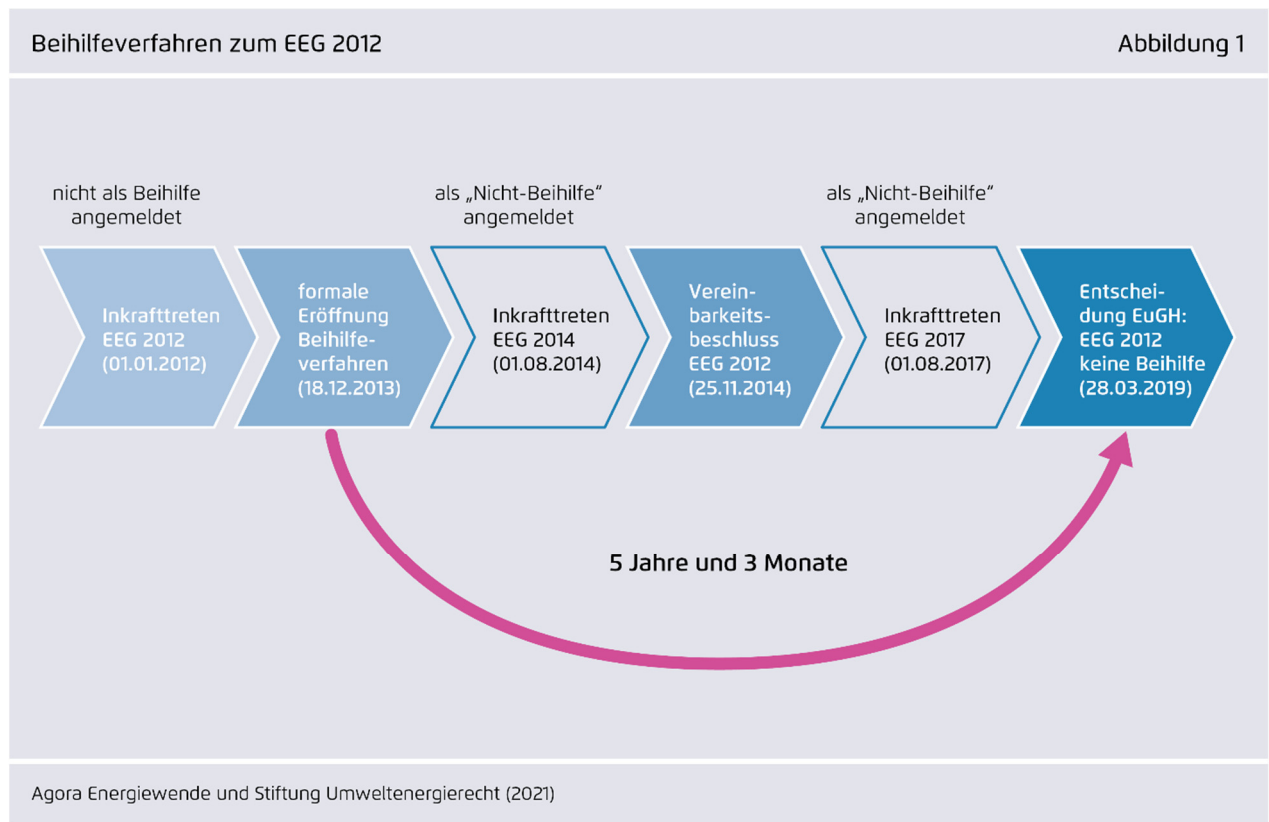 Beihilfeverfahren zum EEG 2012
Abbildung 1
nicht als Beihilfe
angemeldet
als „Nicht-Beihilfe“
angemeldet
als „Nicht-Beihilfe“
angemeldet
Inkrafttreten
EEG 2012
(01.01.2012)
formale
Eröffnung
Beihilfe-
verfahren
(18.12.2013)
Inkrafttreten
EEG 2014
(01.08.2014)
Verein-
barkeits-
beschluss
EEG 2012
(25.11.2014)
Inkrafttreten
EEG 2017
(01.08.2017)
Entschei-
dung EuGH:
EEG 2012
keine Beihilfe
(28.03.2019)
5 Jahre und 3 Monate
Agora Energiewende und Stiftung Umweltenergierecht (2021)